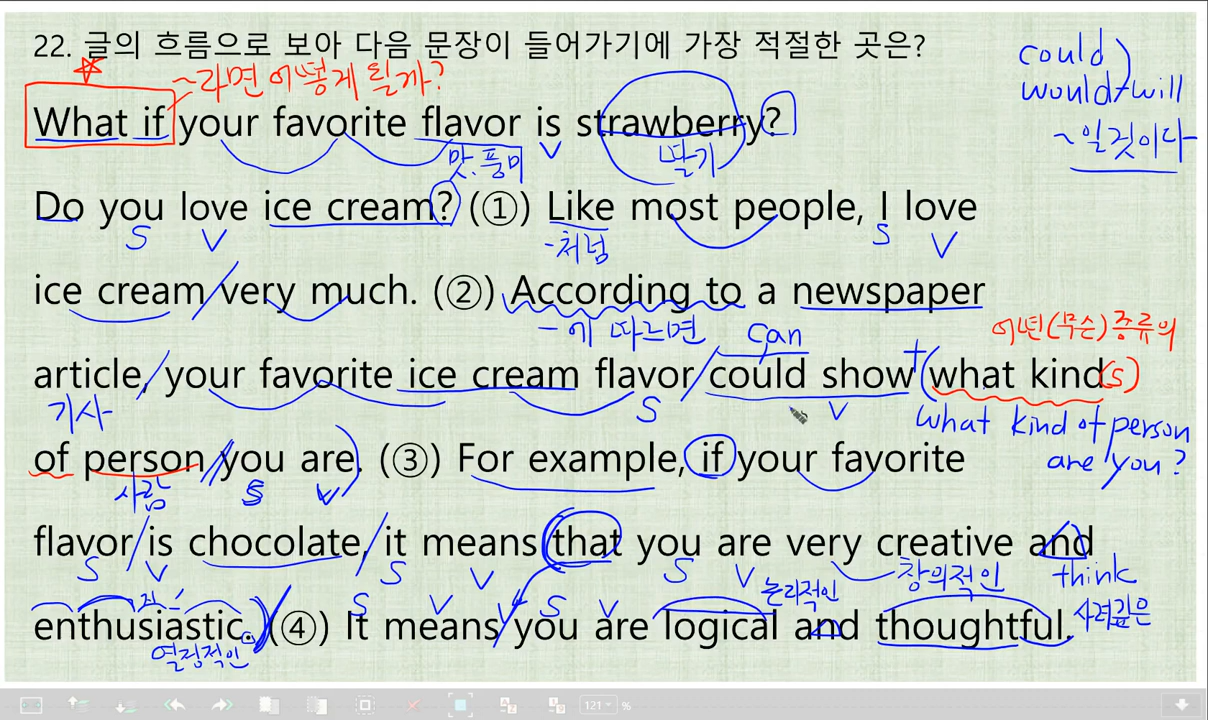 22. 글의 흐름으로 보아 다음 문장이 들어가기에 가장 적절한 곳은?
could
would-will
~일것이다
~라면 어떻게 될까?
What if your favorite flavor is strawberry?
맛.풍미 V 딸기
Do you love ice cream? (①) Like most people, I love
S V -처럼 S V
ice cream very much. (②) According to a newspaper
-에 따르면 can 어떤(무슨)종류의
article, your favorite ice cream flavor could show what kind(s)
기사 S V what kind of person
of person you are. (③) For example, if your favorite
사람 S V are you?
flavor is chocolate, it means that you are very creative and
S V S V S V 논리적인 창의적인 think
enthusiastic. (④) It means you are logical and thoughtful.
S V S V
열정적인 사려깊은
121 %